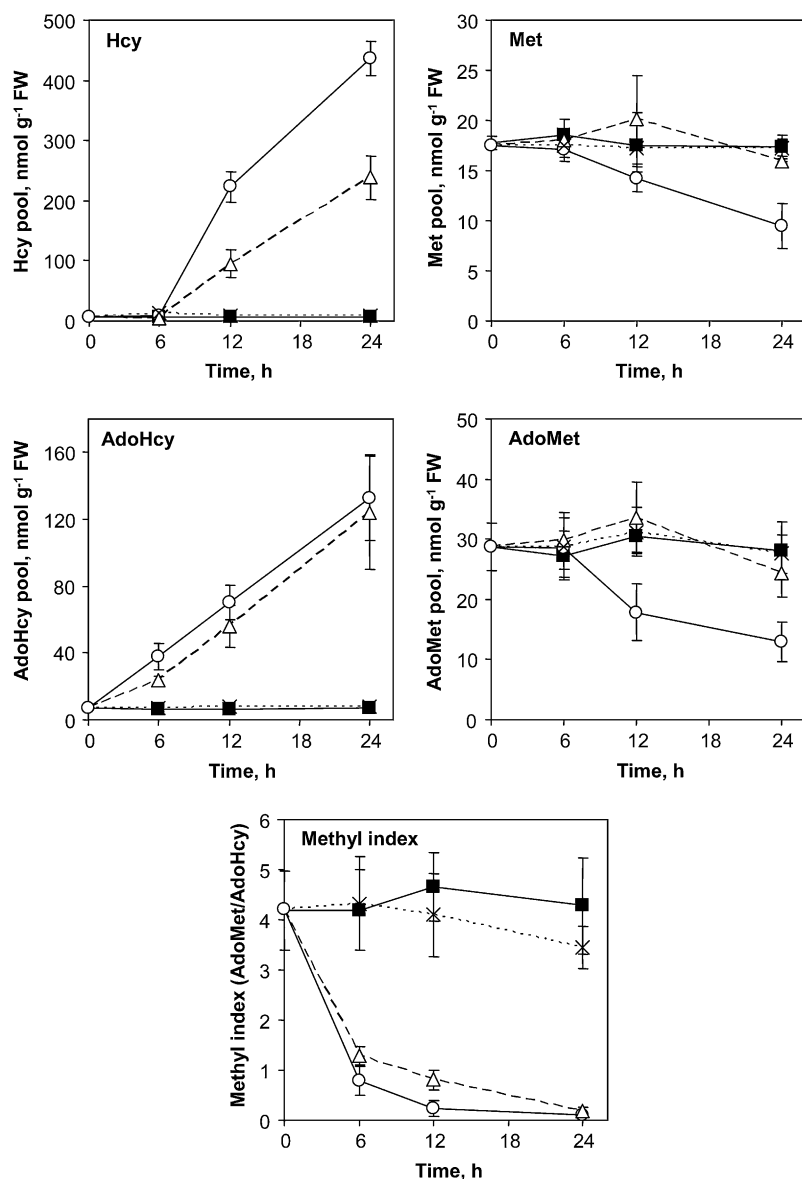 Hcy
Hcy pool, nmol g⁻¹ FW
500
400
300
200
100
0
0 6 12 18 24
Time, h
Met
Met pool, nmol g⁻¹ FW
30
25
20
15
10
5
0
0 6 12 18 24
Time, h
AdoHcy
AdoHcy pool, nmol g⁻¹ FW
160
120
80
40
0
0 6 12 18 24
Time, h
AdoMet
AdoMet pool, nmol g⁻¹ FW
50
40
30
20
10
0
0 6 12 18 24
Time, h
Methyl index
Methyl index (AdoMet/AdoHcy)
6
5
4
3
2
1
0
0 6 12 18 24
Time, h